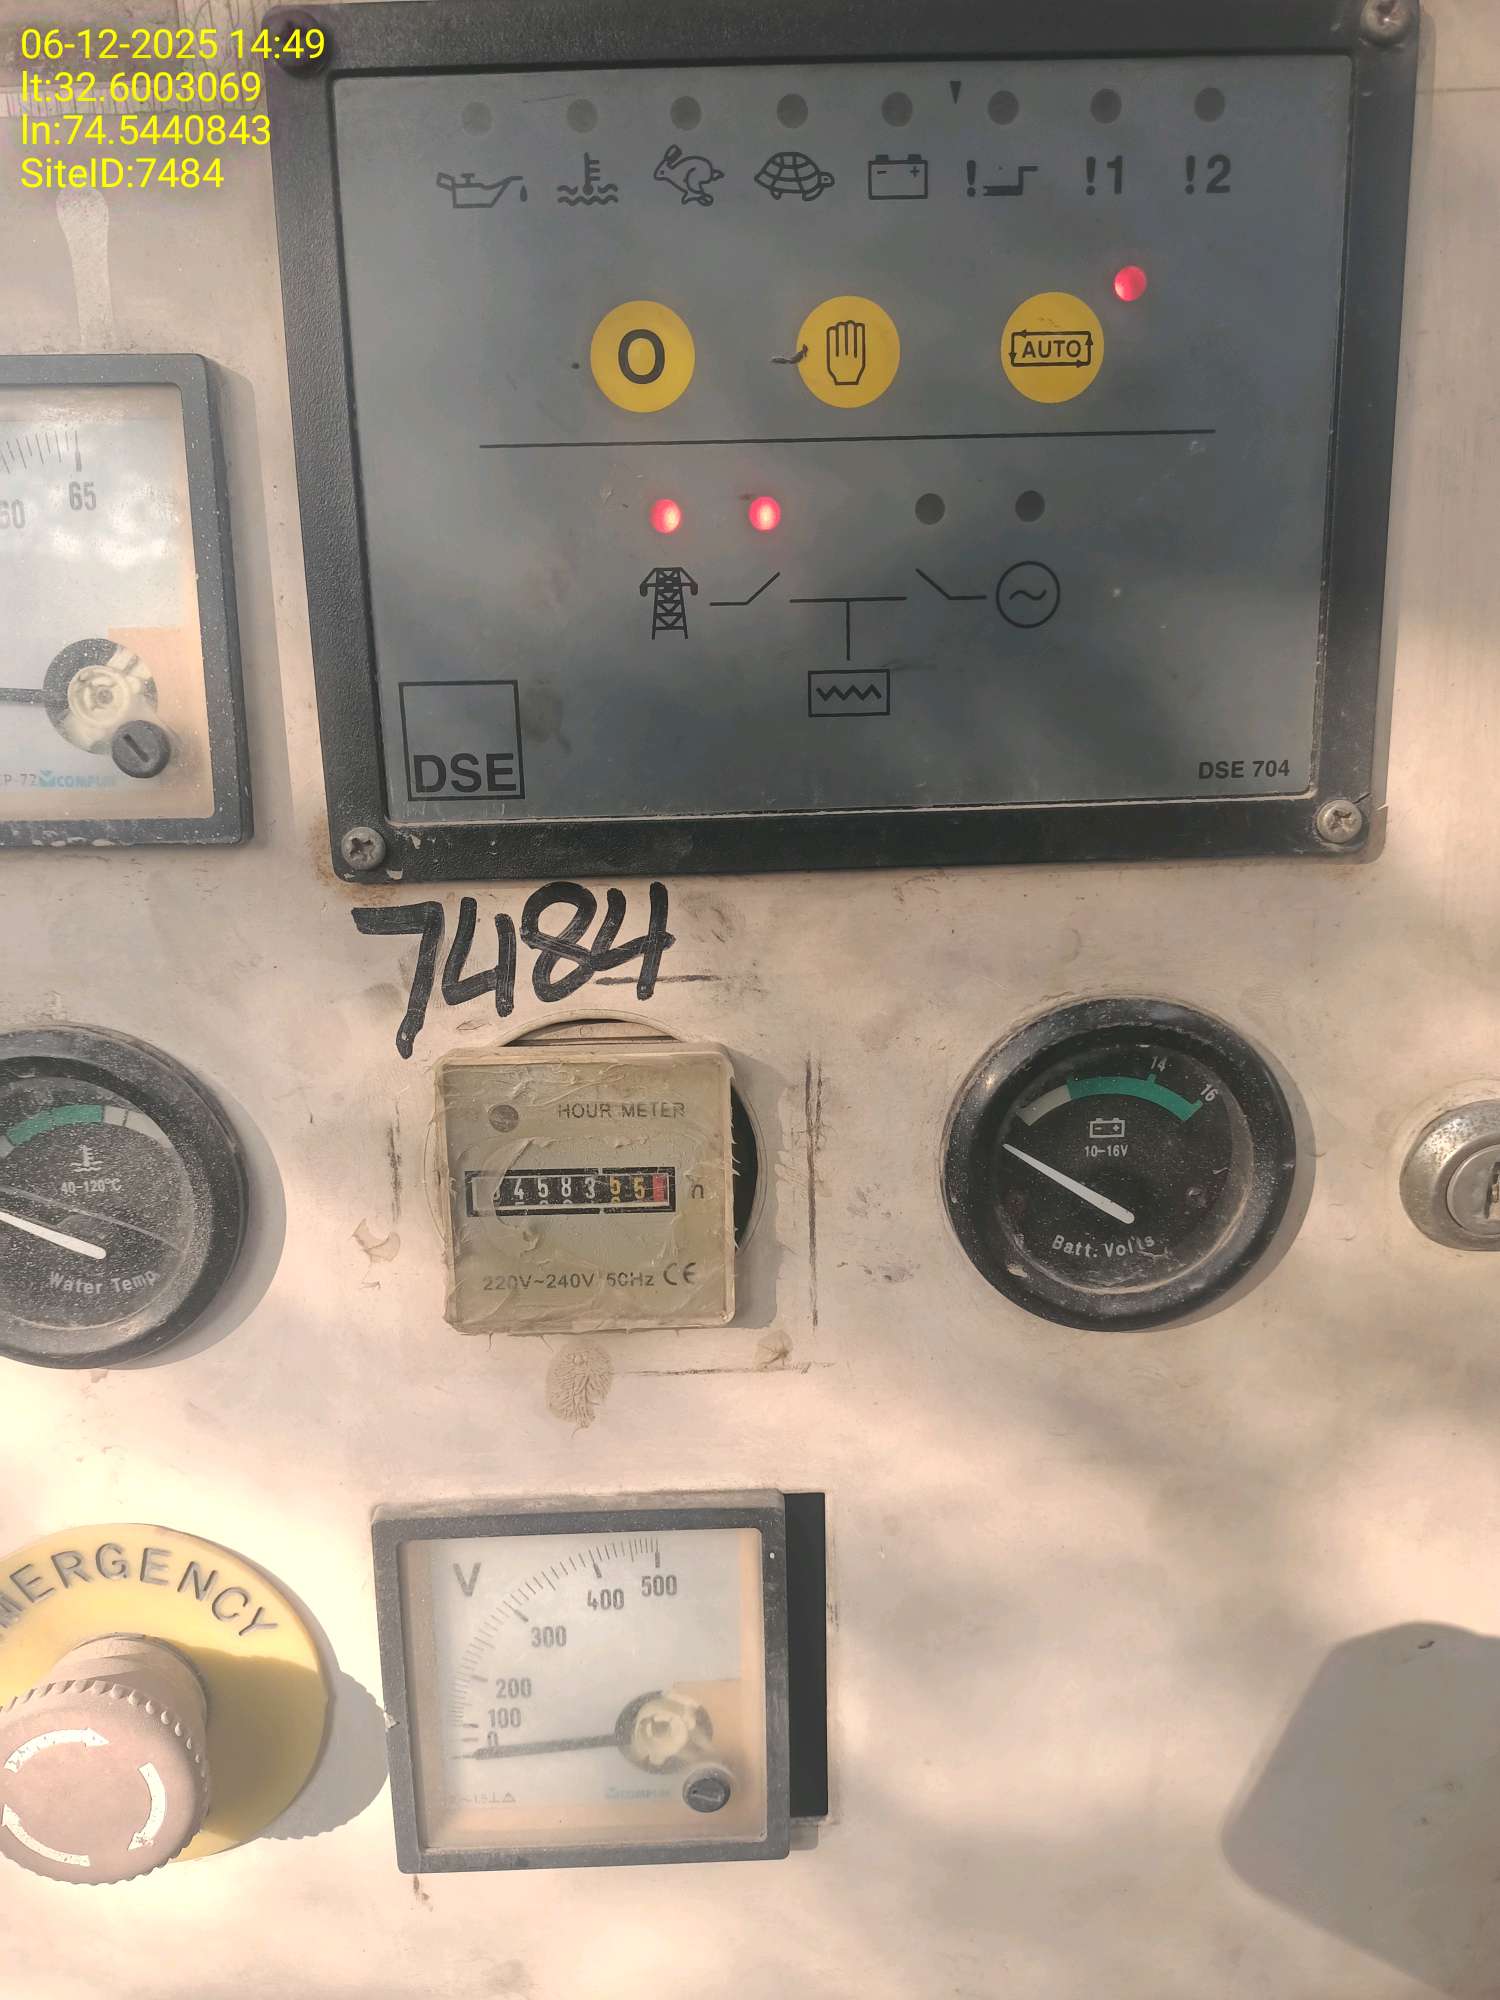 06-12-2025 14:49
lt:32.6003069
ln:74.5440843
SiteID:7484
!
!1
!2
O
AUTO
60
65
DSE
DSE 704
7484
HOUR METER
h
220V~240V 50Hz CE
14
16
10-16V
Batt. Volts
40-120°C
Water Temp
V
500
400
300
200
100
0